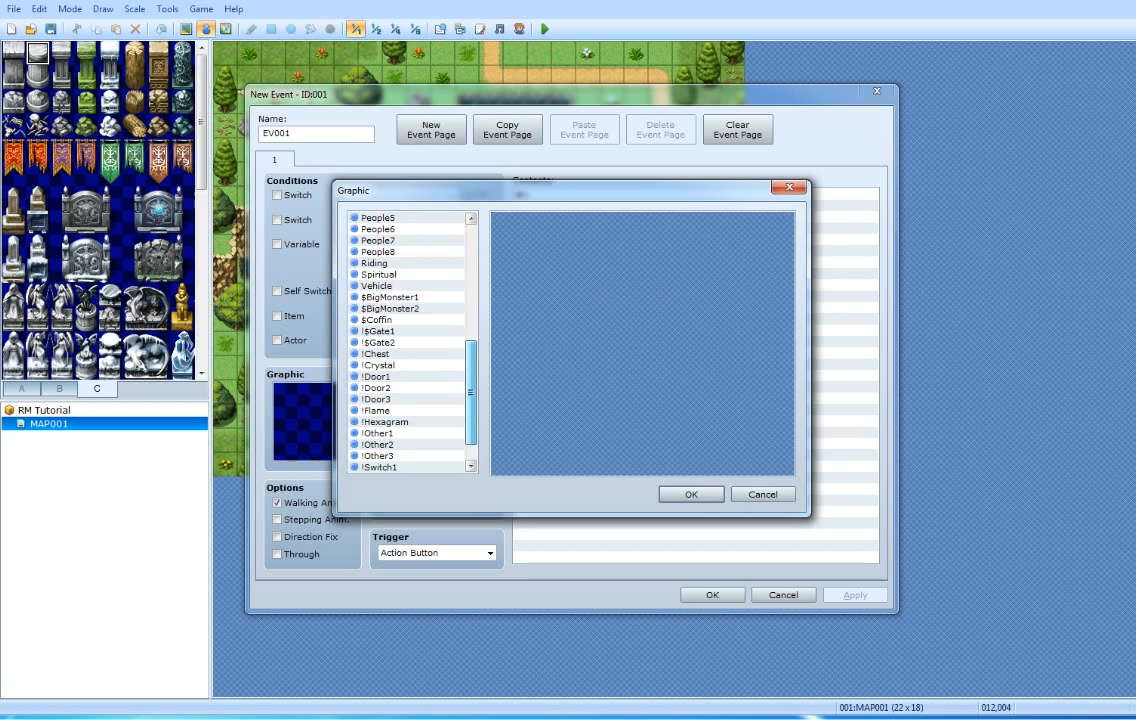 File Edit Mode Draw Scale Tools Game Help
New Event - ID:001
Name:
EV001
New Event Page
Copy Event Page
Paste Event Page
Delete Event Page
Clear Event Page
1
Conditions
Switch
Switch
Variable
Self Switch
Item
Actor
Graphic
Options
Walking An
Stepping Anim.
Direction Fix
Through
Trigger
Action Button
Contents:
OK Cancel Apply
Graphic
People5
People6
People7
People8
Riding
Spiritual
Vehicle
$BigMonster1
$BigMonster2
$Coffin
!$Gate1
!$Gate2
!Chest
!Crystal
!Door1
!Door2
!Door3
!Flame
!Hexagram
!Other1
!Other2
!Other3
!Switch1
OK Cancel
A B C
RM Tutorial
MAP001
001:MAP001 (22 x 18) 012,004